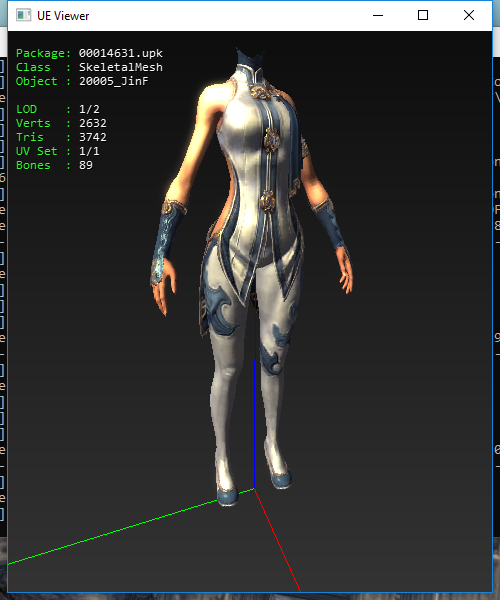 UE Viewer
Package: 00014631.upk
Class : SkeletalMesh
Object : 20005_JinF
LOD : 1/2
Verts : 2632
Tris : 3742
UV Set : 1/1
Bones : 89